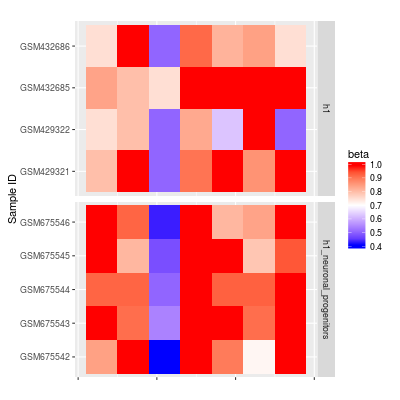 GSM432686
GSM432685
GSM429322
GSM429321
h1
GSM675546
GSM675545
GSM675544
GSM675543
GSM675542
h1_neuronal_progenitors
Sample ID
beta
1.0
0.9
0.8
0.7
0.6
0.5
0.4